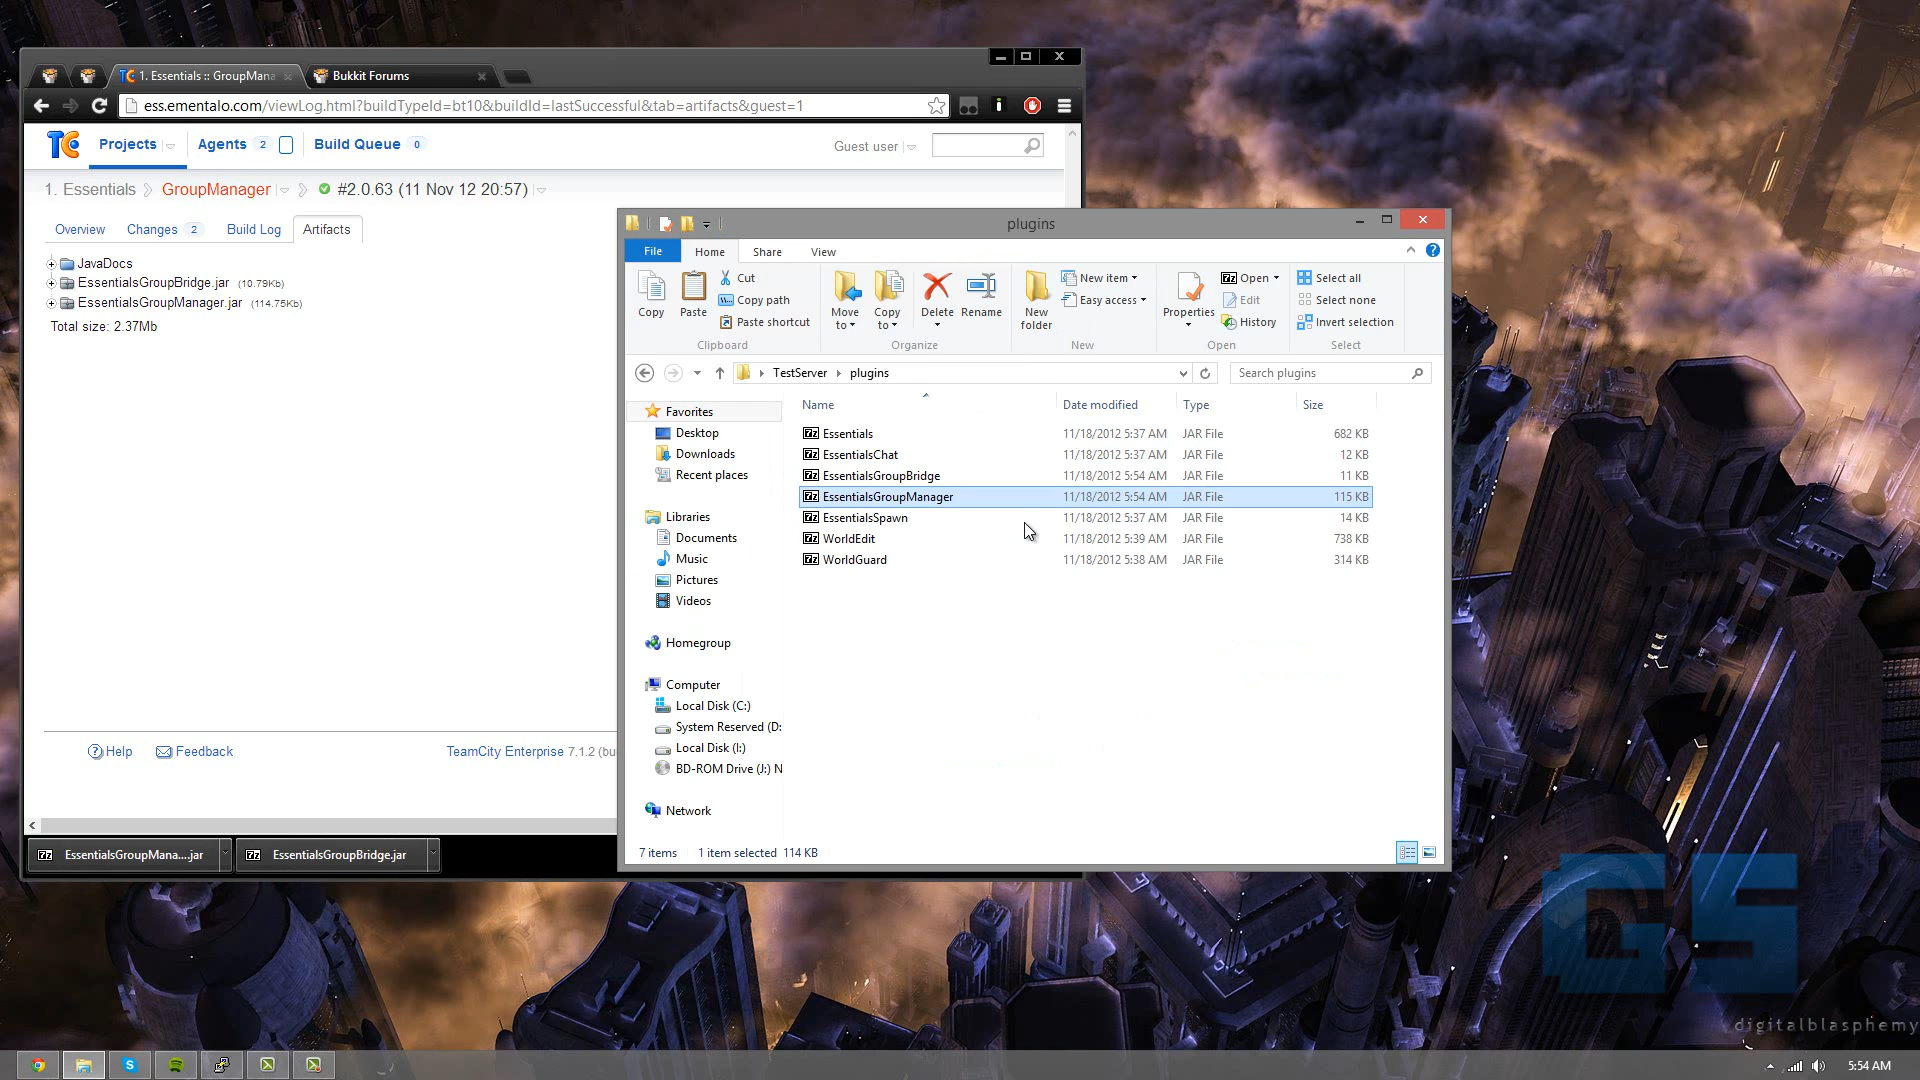 1. Essentials :: GroupMana
Bukkit Forums
ess.ementalo.com/viewLog.html?buildTypeId=bt10&buildId=lastSuccessful&tab=artifacts&guest=1
TC Projects Agents 2 Build Queue 0 Guest user
1. Essentials GroupManager #2.0.63 (11 Nov 12 20:57)
Overview Changes 2 Build Log Artifacts
JavaDocs
EssentialsGroupBridge.jar (10.79Kb)
EssentialsGroupManager.jar (114.75Kb)
Total size: 2.37Mb
Help Feedback TeamCity Enterprise 7.1.2 (bu
EssentialsGroupMana....jar EssentialsGroupBridge.jar
plugins
File Home Share View
Copy
Paste
Cut
Copy path
Paste shortcut
Clipboard
Move to
Copy to
Delete
Rename
Organize
New folder
New item
Easy access
New
Properties
Open
Edit
History
Open
Select all
Select none
Invert selection
Select
TestServer plugins
Search plugins
Name Date modified Type Size
Essentials 11/18/2012 5:37 AM JAR File 682 KB
EssentialsChat 11/18/2012 5:37 AM JAR File 12 KB
EssentialsGroupBridge 11/18/2012 5:54 AM JAR File 11 KB
EssentialsGroupManager 11/18/2012 5:54 AM JAR File 115 KB
EssentialsSpawn 11/18/2012 5:37 AM JAR File 14 KB
WorldEdit 11/18/2012 5:39 AM JAR File 738 KB
WorldGuard 11/18/2012 5:38 AM JAR File 314 KB
Favorites
Desktop
Downloads
Recent places
Libraries
Documents
Music
Pictures
Videos
Homegroup
Computer
Local Disk (C:)
System Reserved (D:
Local Disk (I:)
BD-ROM Drive (J:) N
Network
7 items 1 item selected 114 KB
GS
digitalblasphemy
5:54 AM